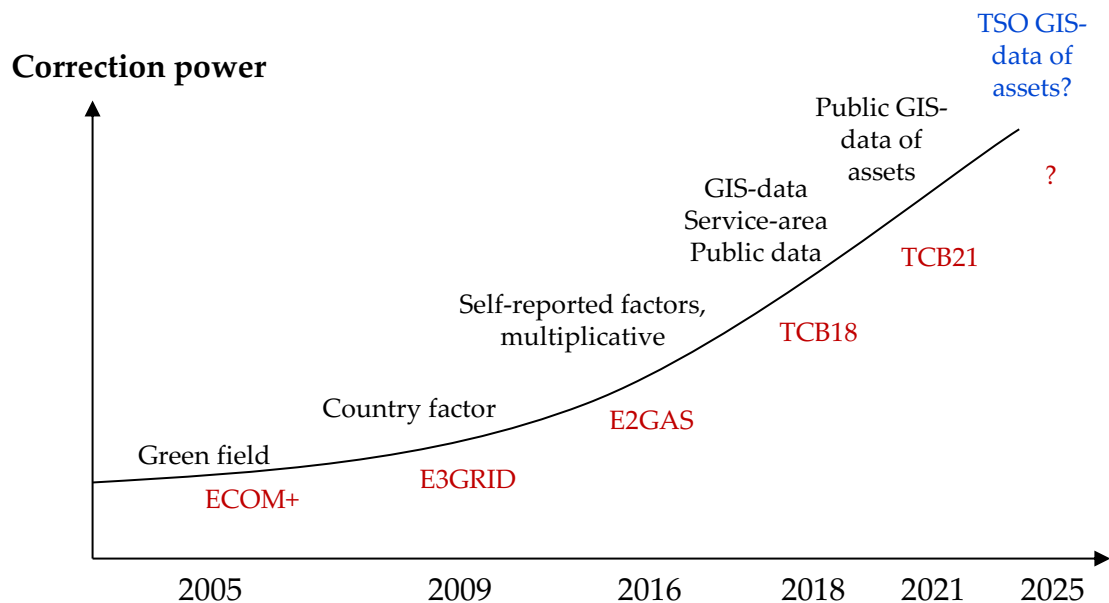 TSO GIS-
data of
assets?
Correction power
Public GIS-
data of
assets
?
GIS-data
Service-area
Public data
TCB21
Self-reported factors,
multiplicative
TCB18
Country factor
E2GAS
Green field
E3GRID
ECOM+
2005 2009 2016 2018 2021 2025